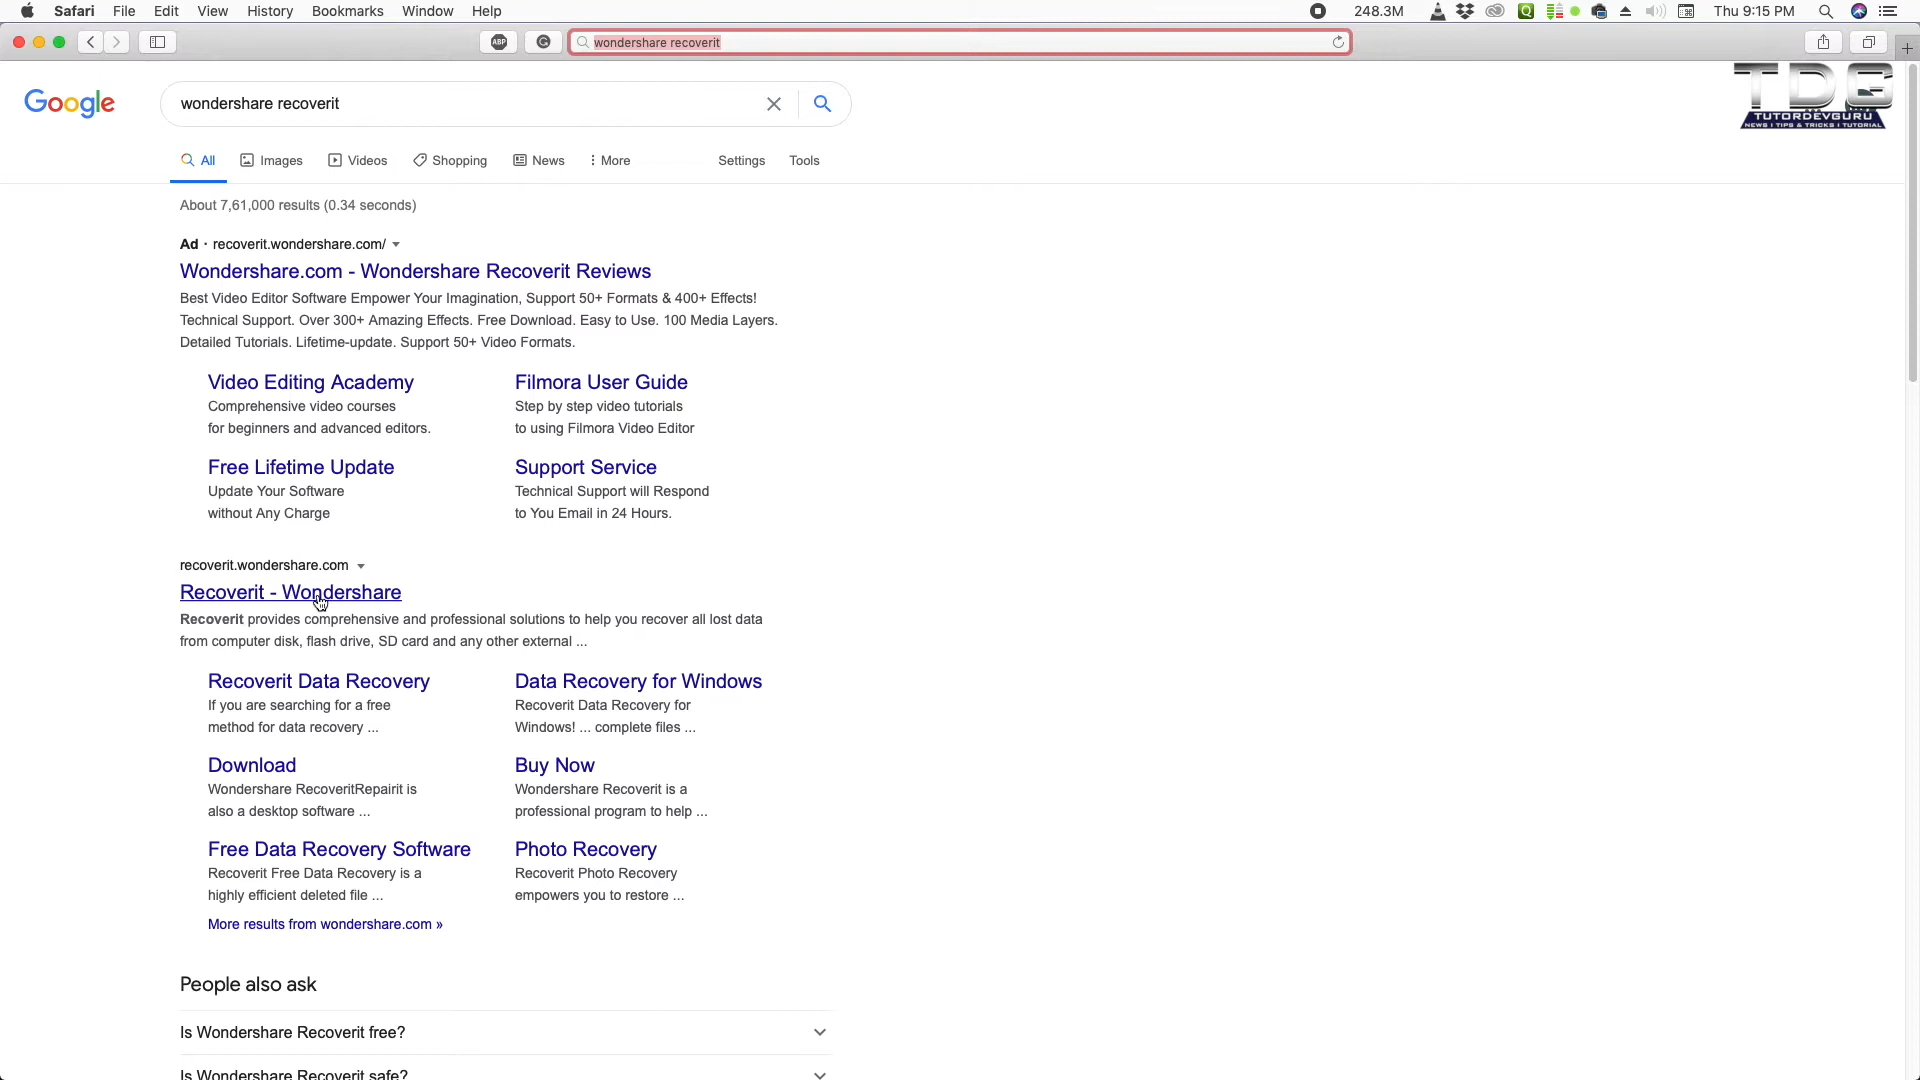 Safari File Edit View History Bookmarks Window Help 248.3M Thu 9:15 PM
ABP wondershare recoverit
Google wondershare recoverit
TDG
TUTORDEVGURU
NEWS | TIPS & TRICKS | TUTORIAL
All Images Videos Shopping News More Settings Tools
About 7,61,000 results (0.34 seconds)
Ad · recoverit.wondershare.com/
Wondershare.com - Wondershare Recoverit Reviews
Best Video Editor Software Empower Your Imagination, Support 50+ Formats & 400+ Effects!
Technical Support. Over 300+ Amazing Effects. Free Download. Easy to Use. 100 Media Layers.
Detailed Tutorials. Lifetime-update. Support 50+ Video Formats.
Video Editing Academy Filmora User Guide
Comprehensive video courses Step by step video tutorials
for beginners and advanced editors. to using Filmora Video Editor
Free Lifetime Update Support Service
Update Your Software Technical Support will Respond
without Any Charge to You Email in 24 Hours.
recoverit.wondershare.com
Recoverit - Wondershare
Recoverit provides comprehensive and professional solutions to help you recover all lost data
from computer disk, flash drive, SD card and any other external ...
Recoverit Data Recovery Data Recovery for Windows
If you are searching for a free Recoverit Data Recovery for
method for data recovery ... Windows! ... complete files ...
Download Buy Now
Wondershare RecoveritRepairit is Wondershare Recoverit is a
also a desktop software ... professional program to help ...
Free Data Recovery Software Photo Recovery
Recoverit Free Data Recovery is a Recoverit Photo Recovery
highly efficient deleted file ... empowers you to restore ...
More results from wondershare.com »
People also ask
Is Wondershare Recoverit free?
Is Wondershare Recoverit safe?